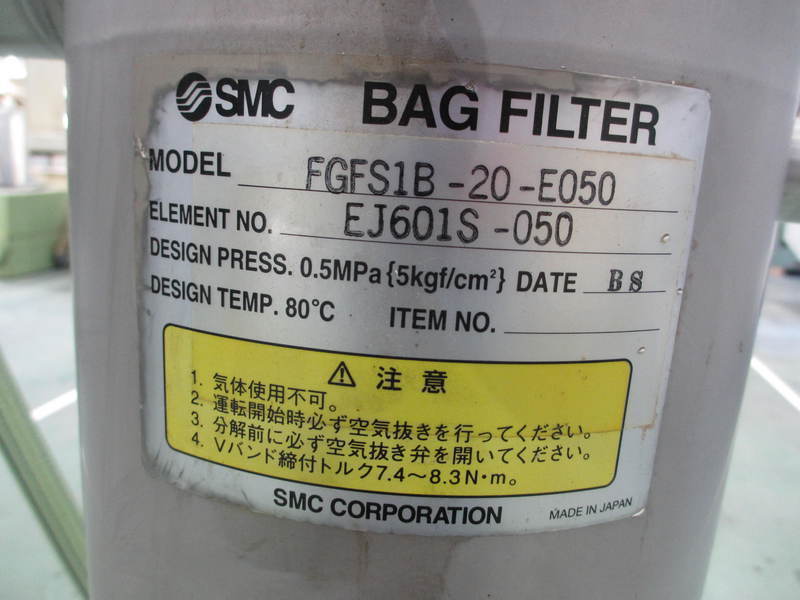 SMC BAG FILTER
MODEL FGFS1B-20-E050
ELEMENT NO. EJ601S-050
DESIGN PRESS. 0.5MPa {5kgf/cm²} DATE BS
DESIGN TEMP. 80°C ITEM NO.
⚠ 注意
1. 気体使用不可。
2. 運転開始時必ず空気抜きを行ってください。
3. 分解前に必ず空気抜き弁を開いてください。
4. Vバンド締付トルク7.4～8.3N・m。
SMC CORPORATION MADE IN JAPAN